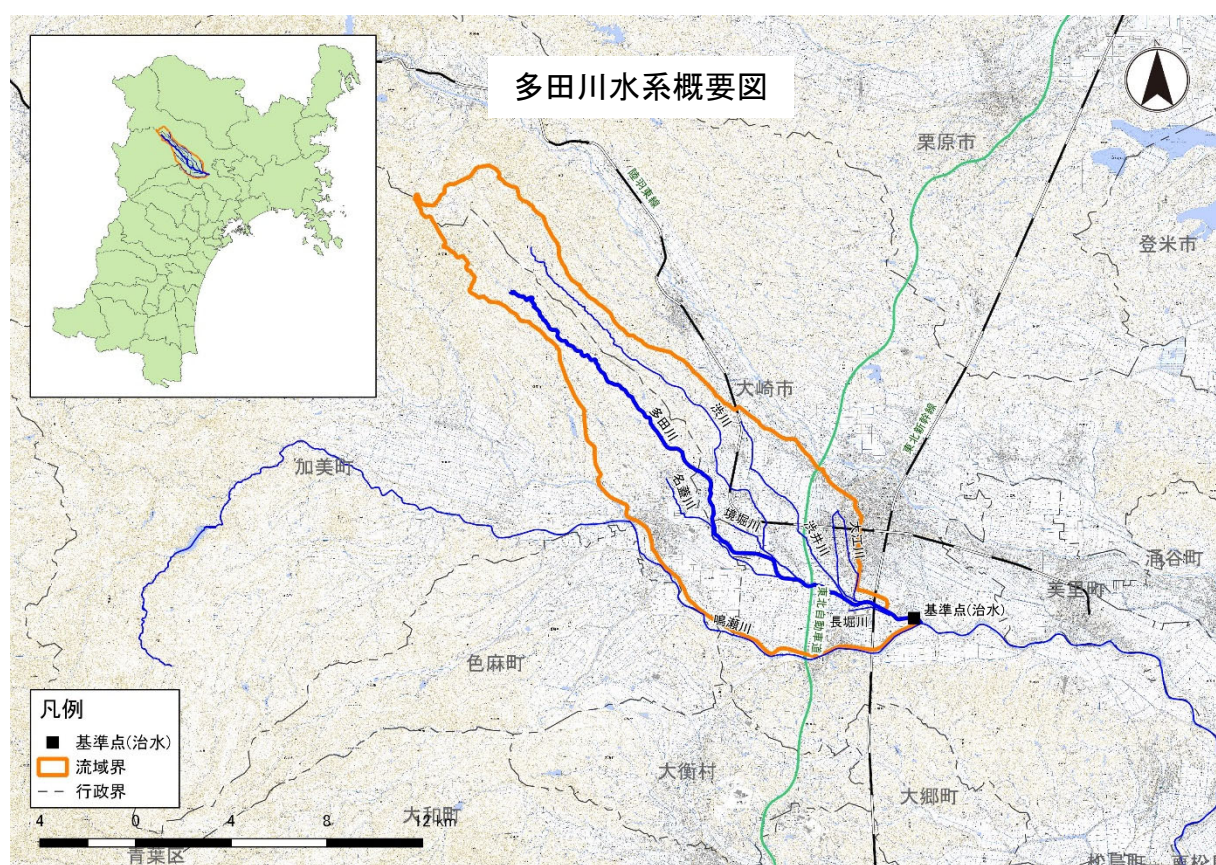 多田川水系概要図
N
栗原市
陸羽東線
登米市
大崎市
東北新幹線
多田川
渋川
加美町
名蓋川
境堀川
渋井川
大江川
涌谷町
美里町
東北自動車道
長堀川
基準点(治水)
鳴瀬川
色麻町
凡例
基準点(治水)
流域界
行政界
大衡村
大郷町
大和町
4 0 4 8 12 km
青葉区